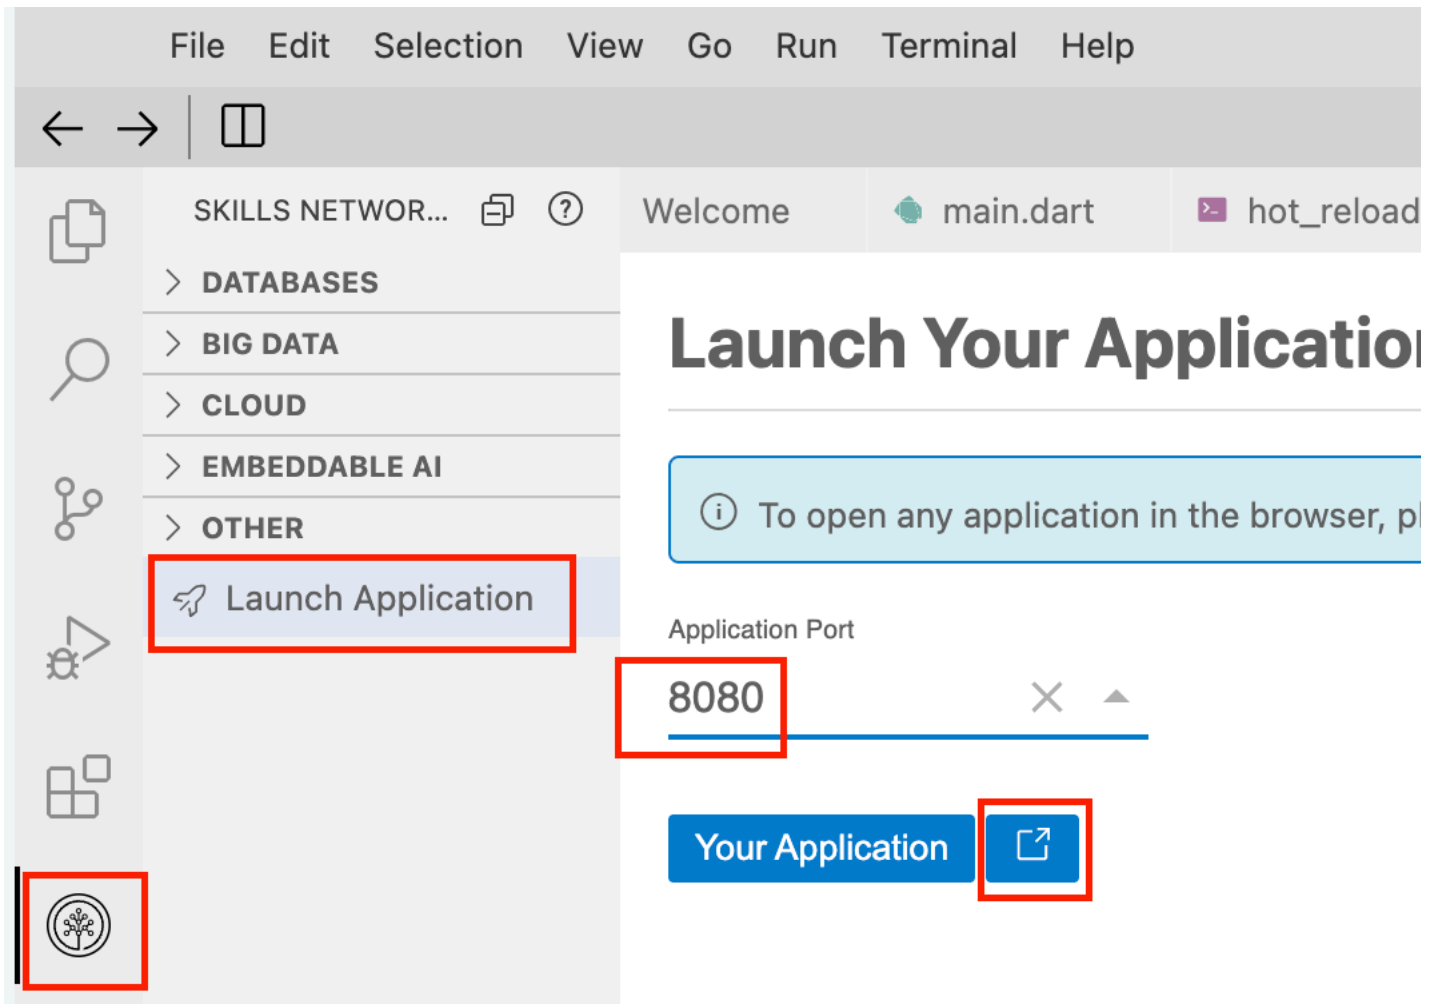 File Edit Selection View Go Run Terminal Help
SKILLS NETWOR...
Welcome main.dart hot_reload
DATABASES
BIG DATA
CLOUD
EMBEDDABLE AI
OTHER
Launch Application
Launch Your Application
To open any application in the browser, pl
Application Port
8080
Your Application